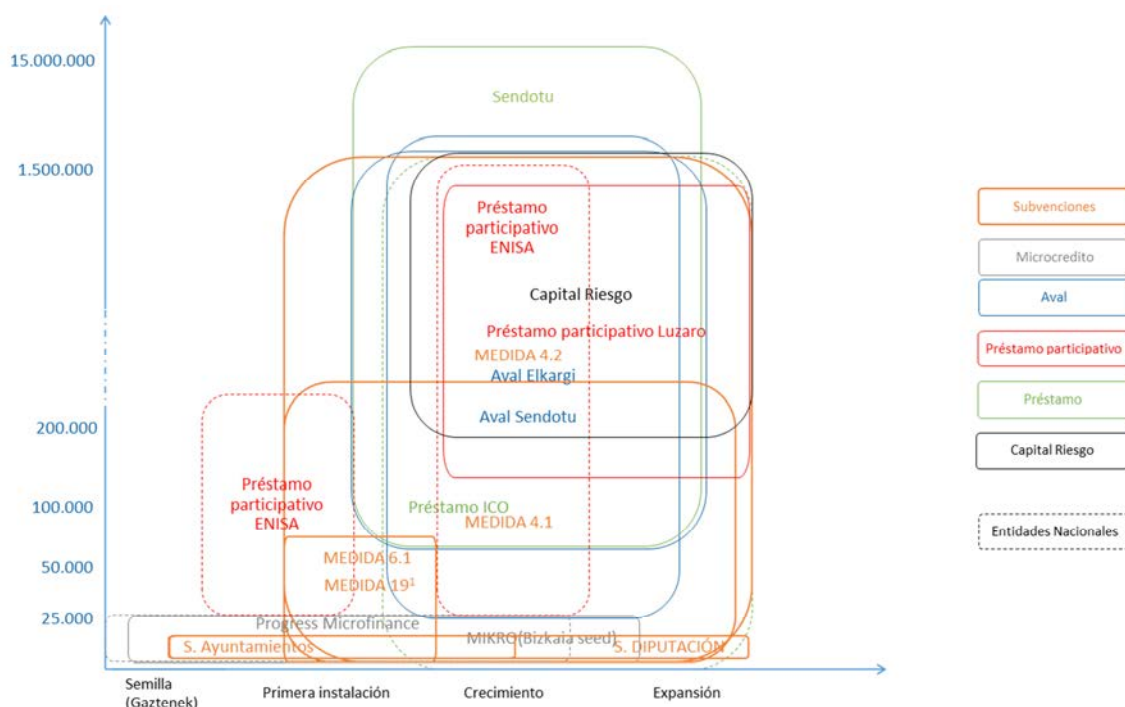 15.000.000
1.500.000
200.000
100.000
50.000
25.000
Sendotu
Préstamo
participativo
ENISA
Capital Riesgo
Préstamo participativo Luzaro
MEDIDA 4.2
Aval Elkargi
Aval Sendotu
Préstamo
participativo
ENISA
Préstamo ICO
MEDIDA 4.1
MEDIDA 6.1
MEDIDA 19¹
Progress Microfinance
MIKRO(Bizkaia seed)
S. Ayuntamientos
S. DIPUTACIÓN
Semilla
(Gaztenek)
Primera instalación
Crecimiento
Expansión
Subvenciones
Microcredito
Aval
Préstamo participativo
Préstamo
Capital Riesgo
Entidades Nacionales